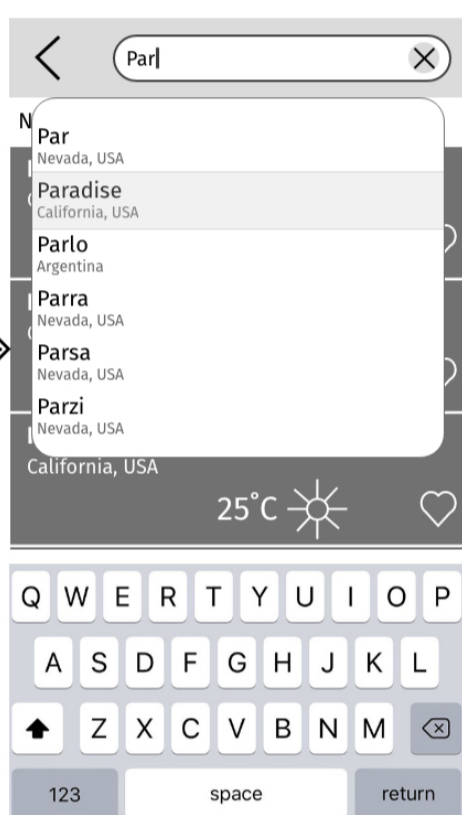 Par
N
Par
Nevada, USA
Paradise
California, USA
Parlo
Argentina
Parra
Nevada, USA
Parsa
Nevada, USA
Parzi
Nevada, USA
California, USA
25°C
Q W E R T Y U I O P
A S D F G H J K L
Z X C V B N M
123 space return